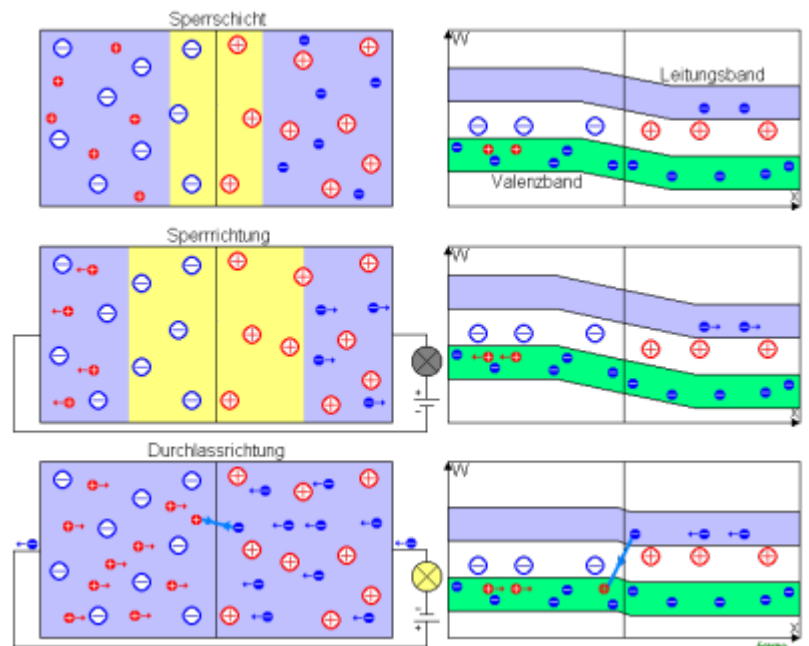 Sperrschicht
W
Leitungsband
Valenzband
X
Sperrrichtung
W
X
Durchlassrichtung
W
X